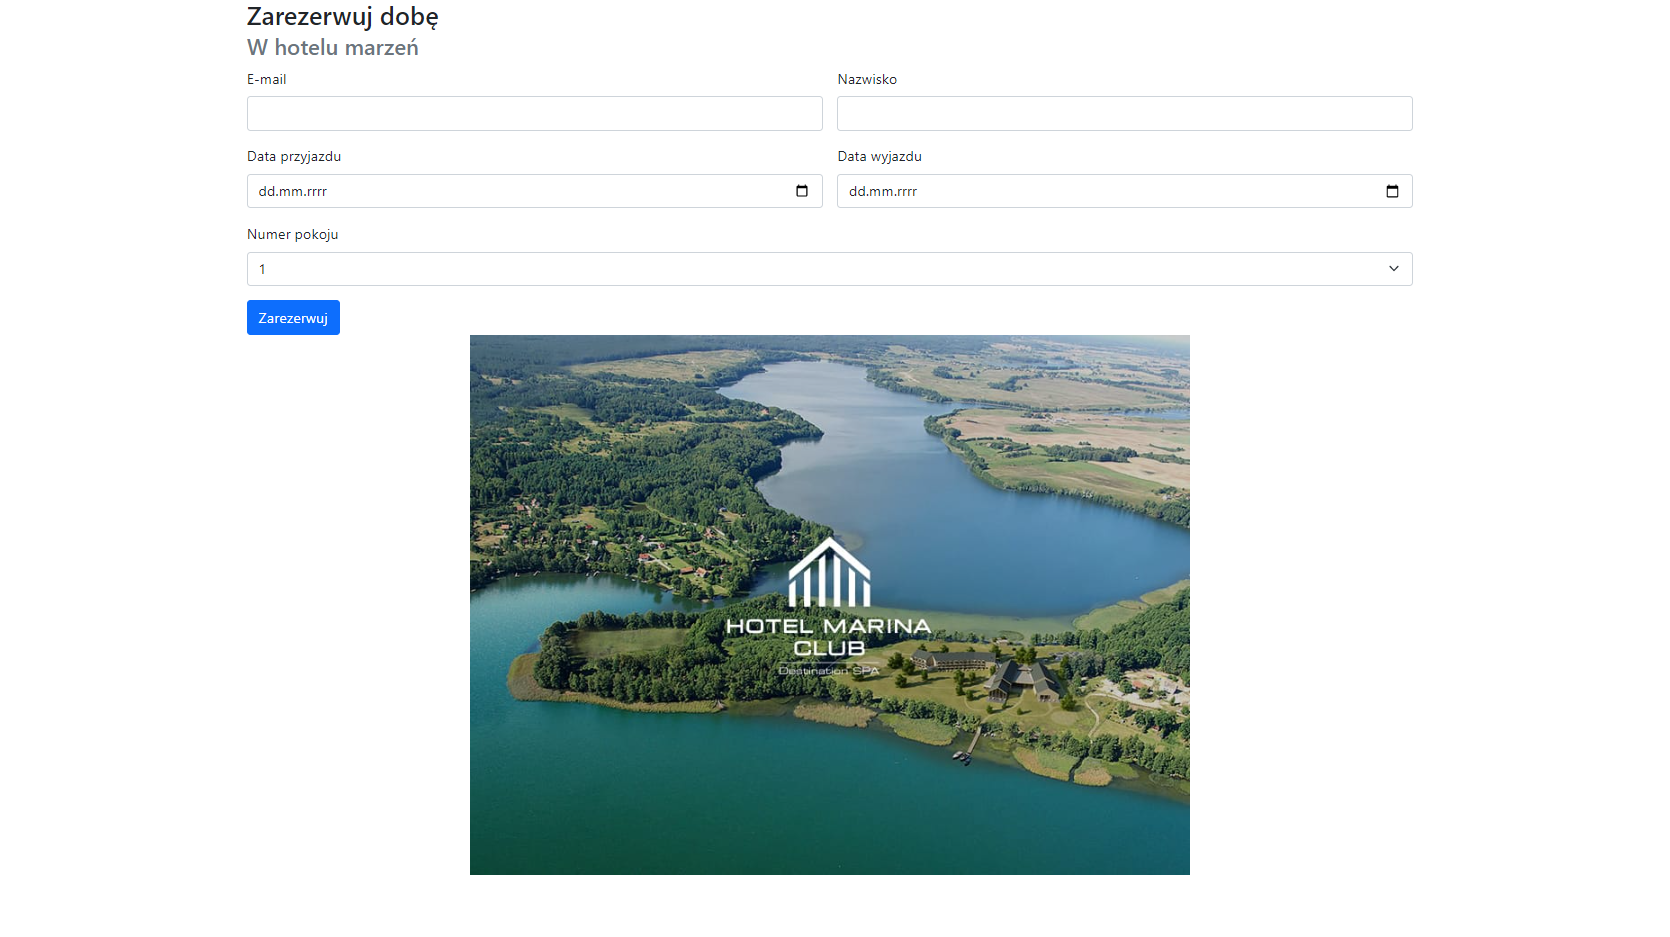 Zarezerwuj dobę
W hotelu marzeń
E-mail
Nazwisko
Data przyjazdu
Data wyjazdu
dd.mm.rrrr
dd.mm.rrrr
Numer pokoju
1
Zarezerwuj
HOTEL MARINA
CLUB
Destination SPA